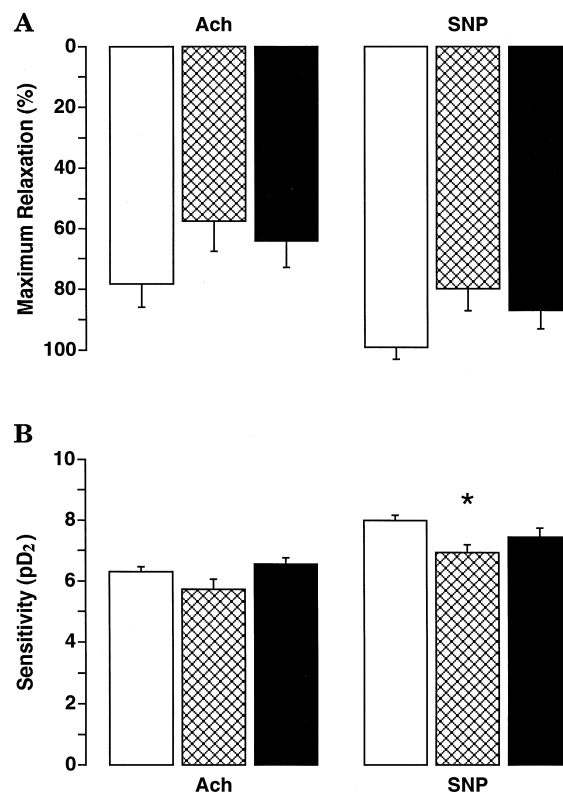 A
Ach
SNP
Maximum Relaxation (%)
0
20
40
60
80
100
B
Sensitivity (pD₂)
10
8
6
4
2
0
*
Ach
SNP